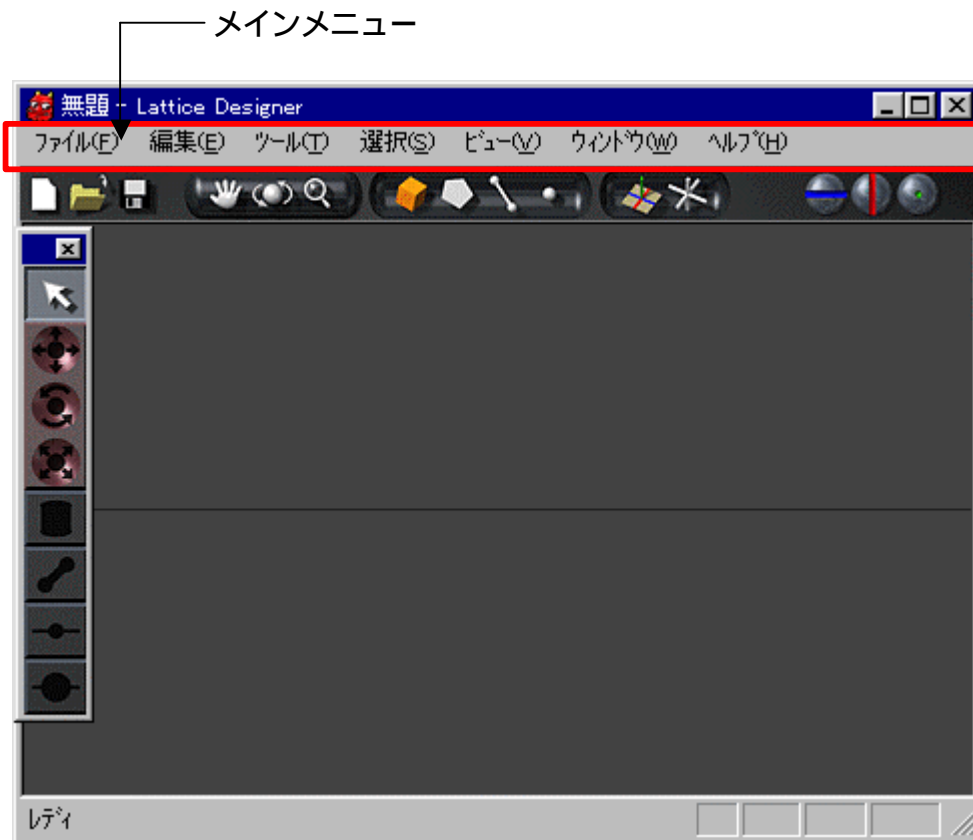 メインメニュー
無題 - Lattice Designer
ファイル(F) 編集(E) ツール(T) 選択(S) ビュー(V) ウィンドウ(W) ヘルプ(H)
レディ